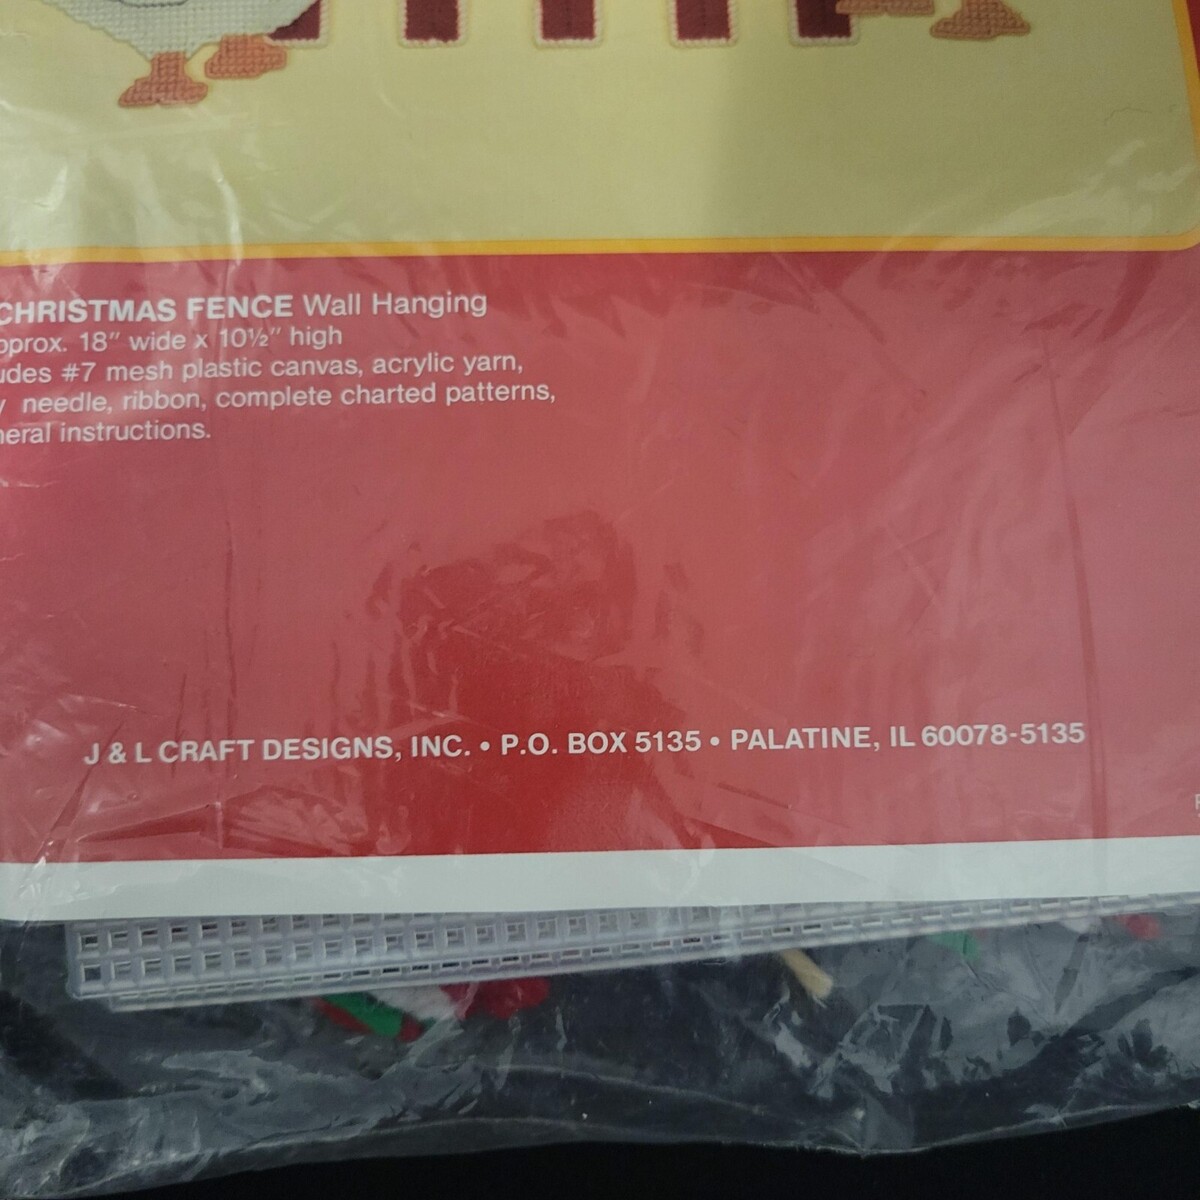 CHRISTMAS FENCE Wall Hanging
pprox. 18" wide x 10½" high
udes #7 mesh plastic canvas, acrylic yarn,
y needle, ribbon, complete charted patterns,
neral instructions.
J & L CRAFT DESIGNS, INC. • P.O. BOX 5135 • PALATINE, IL 60078-5135